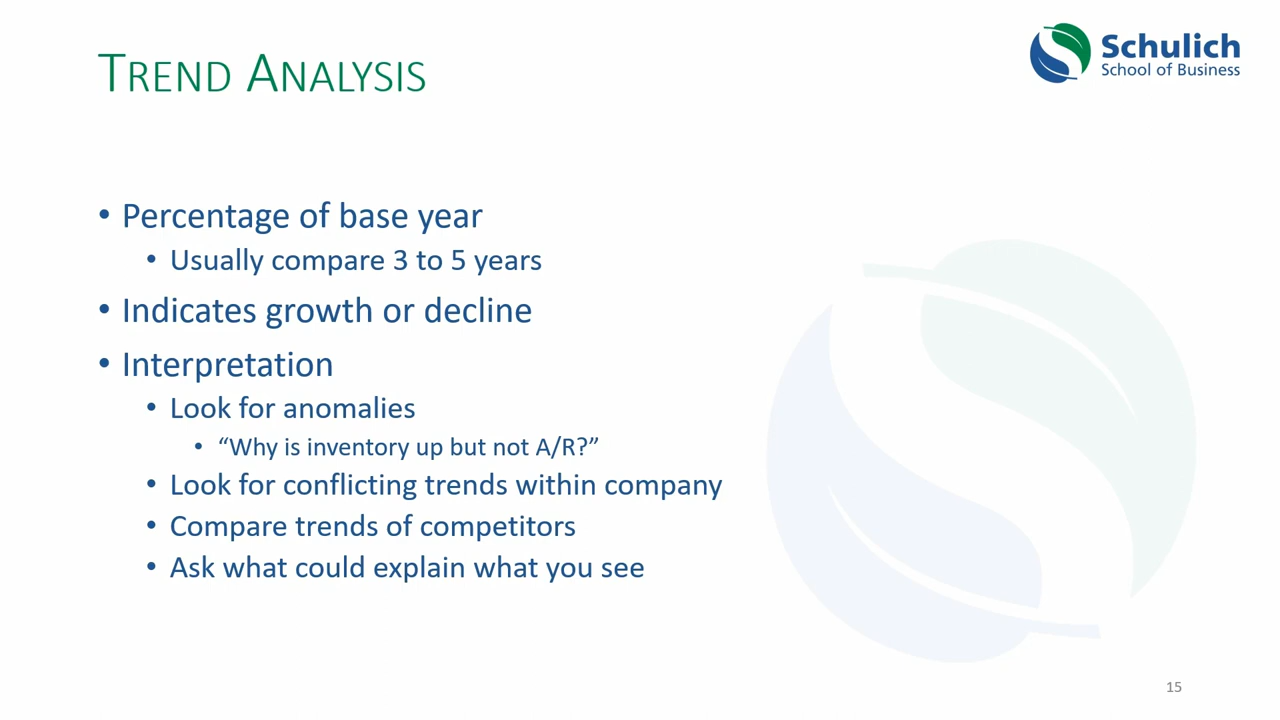 TREND ANALYSIS
Schulich
School of Business
• Percentage of base year
• Usually compare 3 to 5 years
• Indicates growth or decline
• Interpretation
• Look for anomalies
• “Why is inventory up but not A/R?”
• Look for conflicting trends within company
• Compare trends of competitors
• Ask what could explain what you see
15